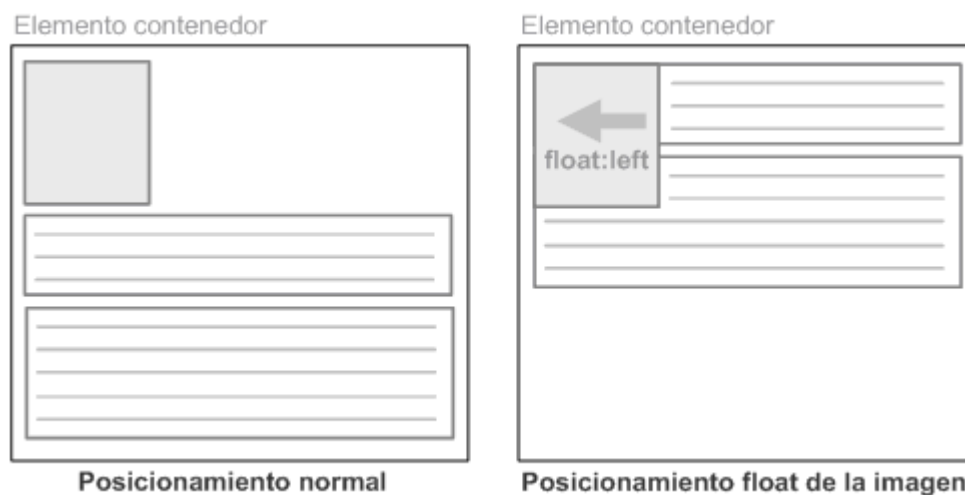 Elemento contenedor
Elemento contenedor
float:left
Posicionamiento normal
Posicionamiento float de la imagen